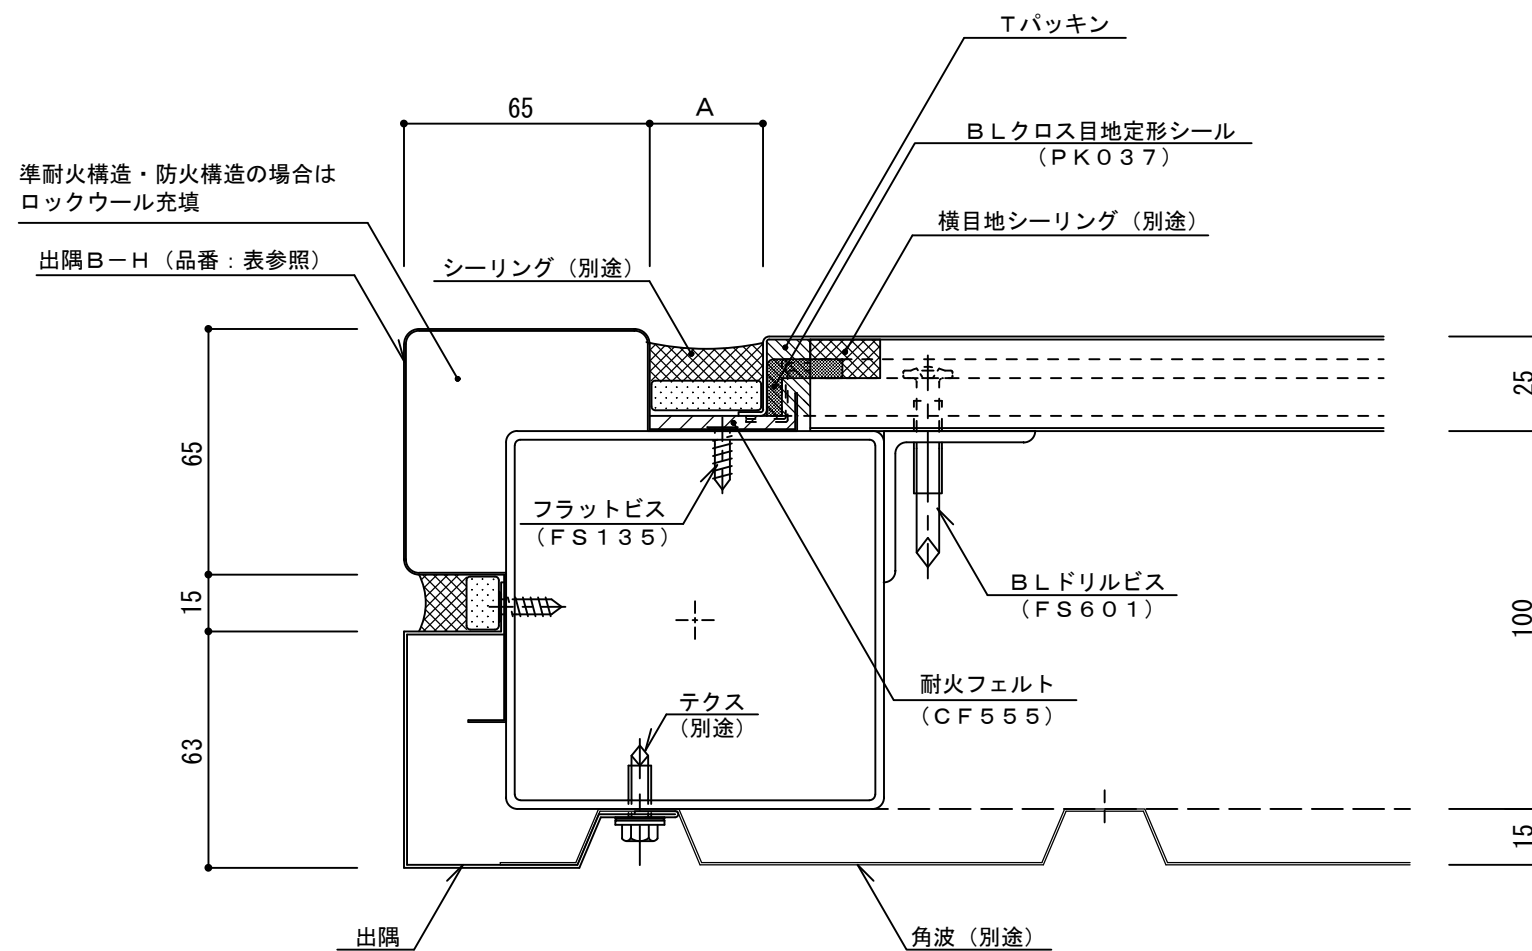 Tパッキン
65
A
BLクロス目地定形シール
(PK037)
準耐火構造・防火構造の場合は
ロックウール充填
横目地シーリング(別途)
出隅B-H(品番:表参照)
シーリング(別途)
25
65
フラットビス
(FS135)
BLドリルビス
(FS601)
15
100
耐火フェルト
(CF555)
テクス
(別途)
63
15
出隅
角波(別途)